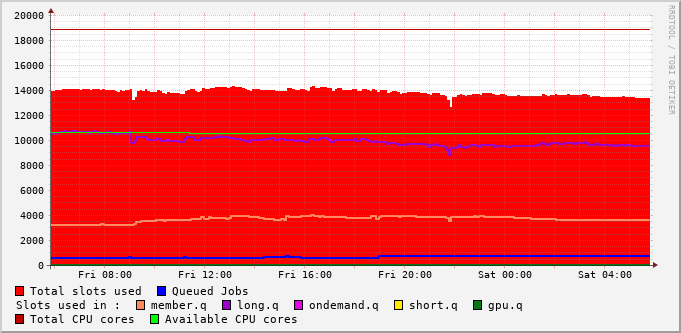 20000
18000
16000
14000
12000
10000
8000
6000
4000
2000
0
Fri 08:00 Fri 12:00 Fri 16:00 Fri 20:00 Sat 00:00 Sat 04:00
Total slots used Queued Jobs
Slots used in : member.q long.q ondemand.q short.q gpu.q
Total CPU cores Available CPU cores
RRDTOOL / TOBI OETIKER